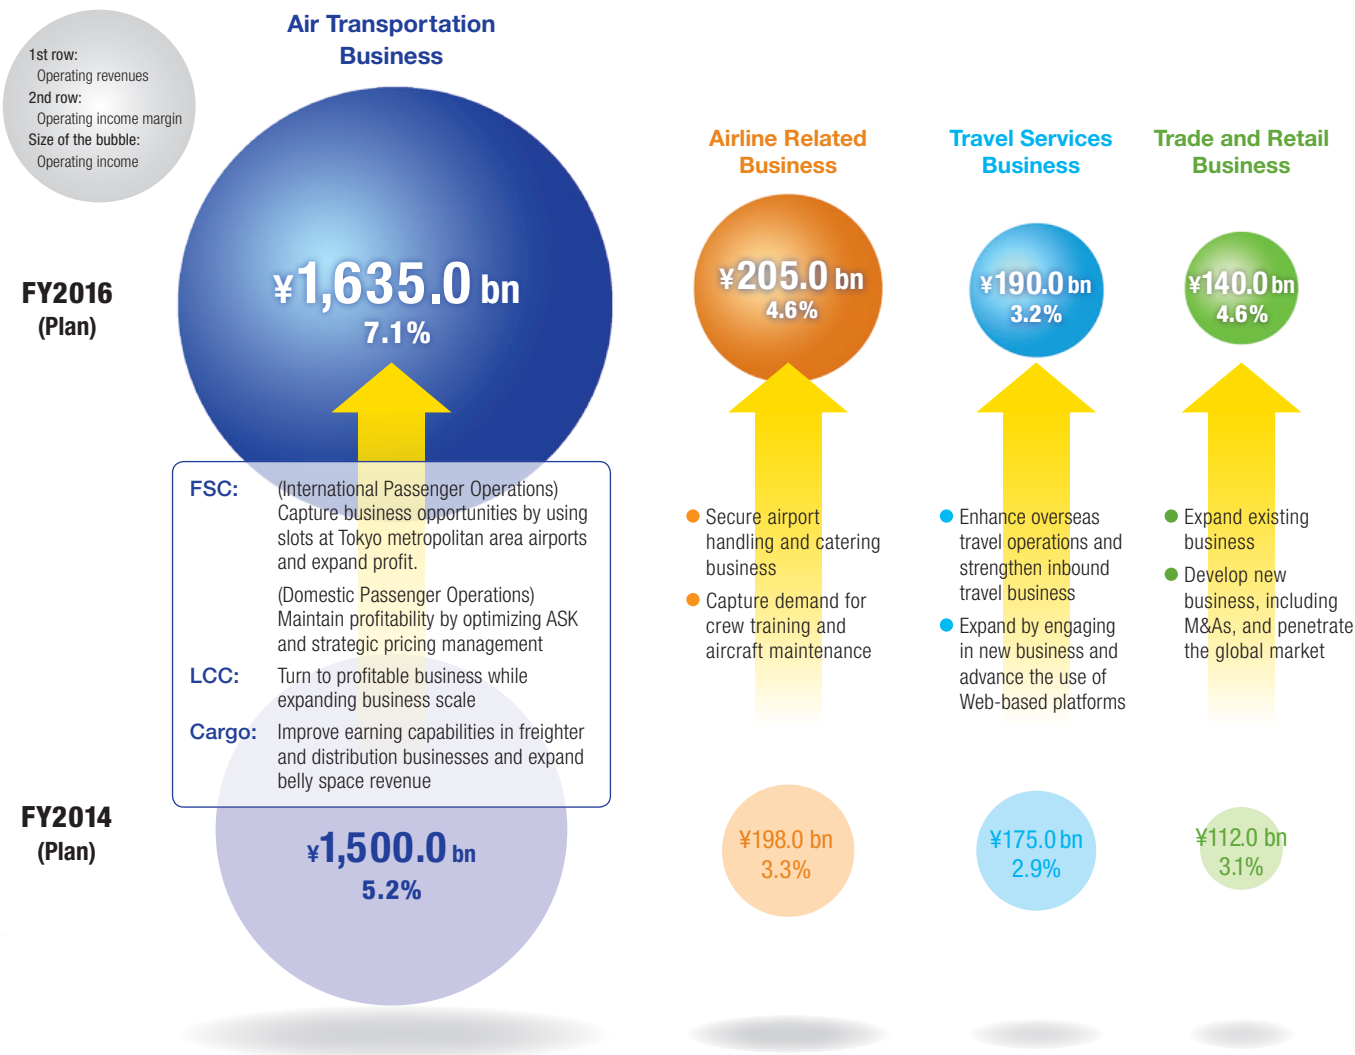 1st row:
Operating revenues
2nd row:
Operating income margin
Size of the bubble:
Operating income
Air Transportation
Business
Airline Related
Business
Travel Services
Business
Trade and Retail
Business
FY2016
(Plan)
¥1,635.0 bn
7.1%
¥205.0 bn
4.6%
¥190.0 bn
3.2%
¥140.0 bn
4.6%
FSC:
(International Passenger Operations)
Capture business opportunities by using
slots at Tokyo metropolitan area airports
and expand profit.
(Domestic Passenger Operations)
Maintain profitability by optimizing ASK
and strategic pricing management
LCC:
Turn to profitable business while
expanding business scale
Cargo:
Improve earning capabilities in freighter
and distribution businesses and expand
belly space revenue
● Secure airport
handling and catering
business
● Capture demand for
crew training and
aircraft maintenance
● Enhance overseas
travel operations and
strengthen inbound
travel business
● Expand by engaging
in new business and
advance the use of
Web-based platforms
● Expand existing
business
● Develop new
business, including
M&As, and penetrate
the global market
FY2014
(Plan)
¥1,500.0 bn
5.2%
¥198.0 bn
3.3%
¥175.0 bn
2.9%
¥112.0 bn
3.1%